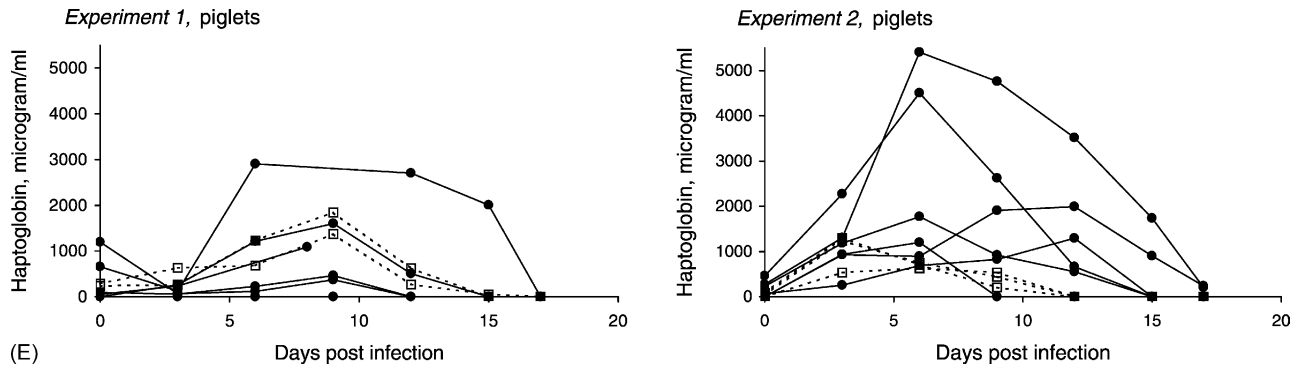 Experiment 1, piglets
Haptoglobin, microgram/ml
5000
4000
3000
2000
1000
0
0 5 10 15 20
Days post infection
(E)
Experiment 2, piglets
Haptoglobin, microgram/ml
5000
4000
3000
2000
1000
0
0 5 10 15 20
Days post infection